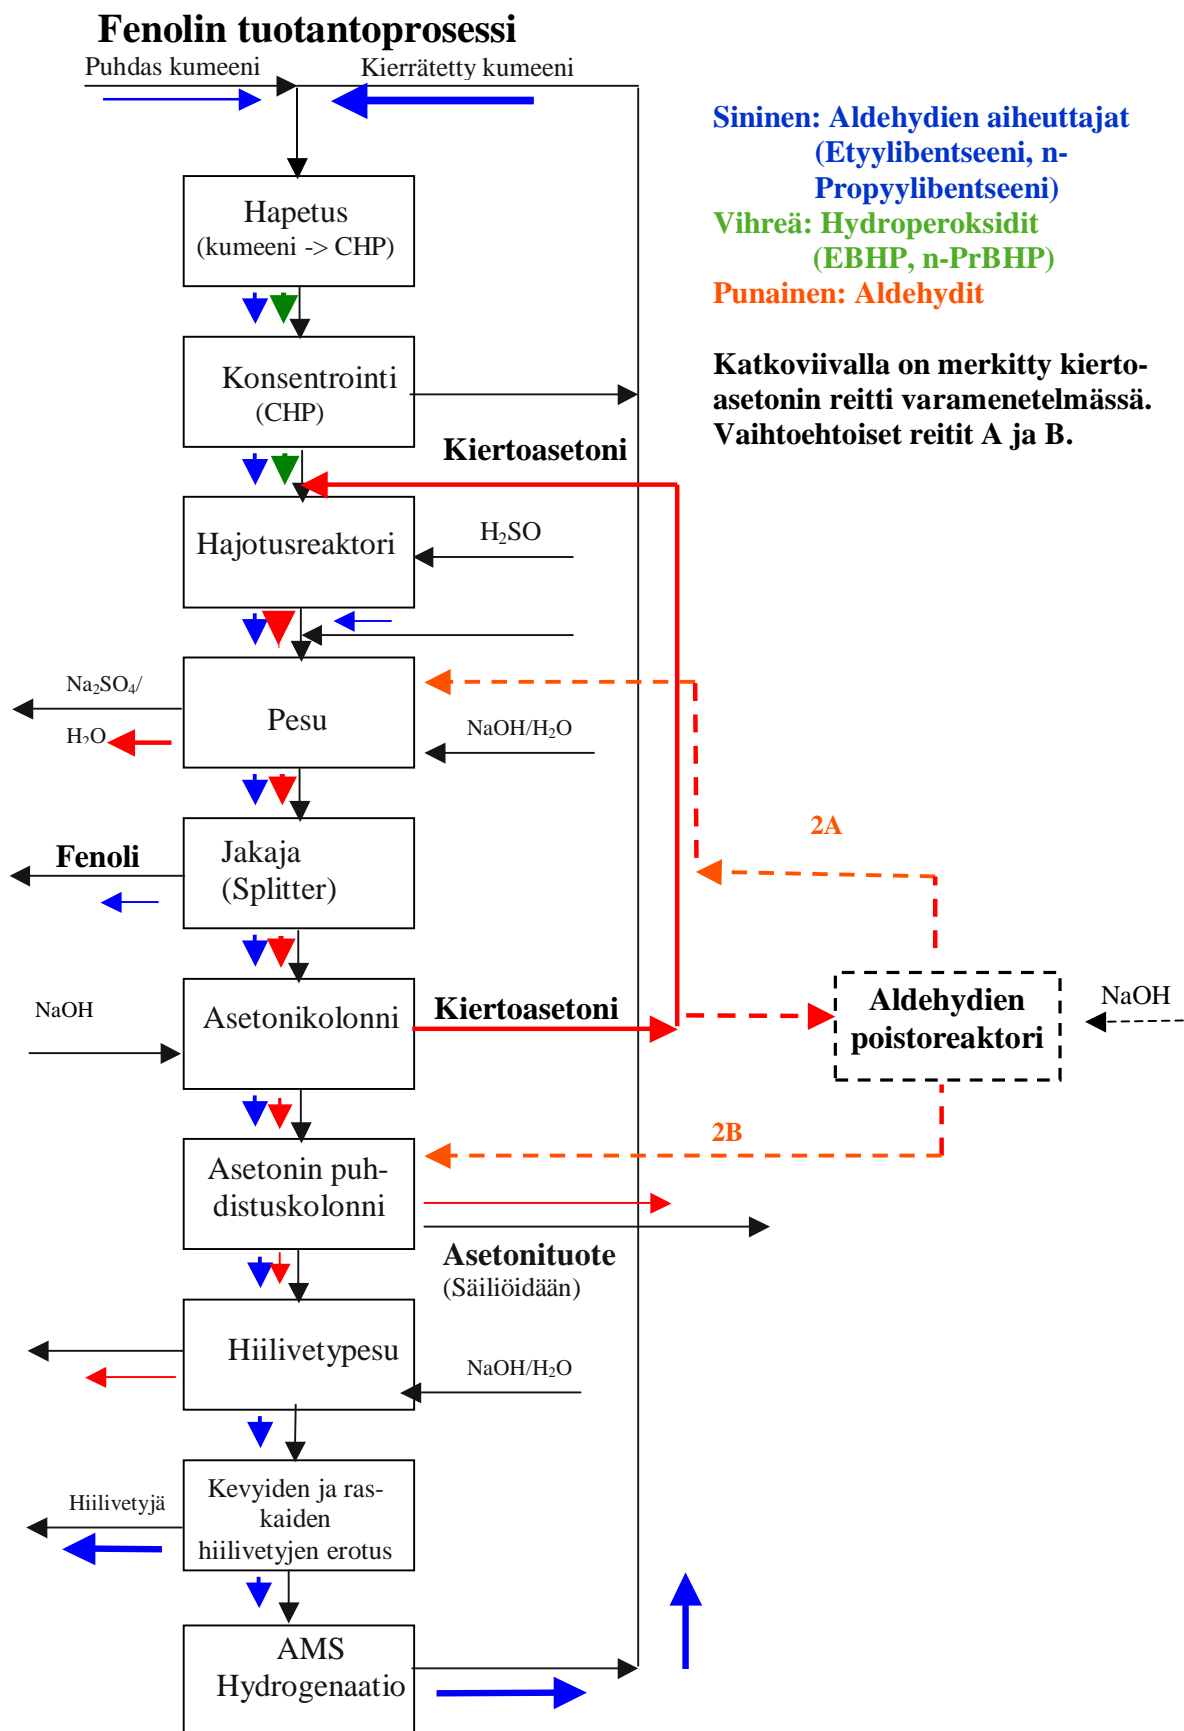 Fenolin tuotantoprosessi
Puhdas kumeeni
Kierrätetty kumeeni
Sininen: Aldehydien aiheuttajat
(Etyylibentseeni, n-
Propyylibentseeni)
Vihreä: Hydroperoksidit
(EBHP, n-PrBHP)
Punainen: Aldehydit
Katkoviivalla on merkitty kierto-
asetonin reitti varamenetelmässä.
Vaihtoehtoiset reitit A ja B.
Hapetus
(kumeeni -> CHP)
Konsentrointi
(CHP)
Kiertoasetoni
Hajotusreaktori
H₂SO
Na₂SO₄/
H₂O
Pesu
NaOH/H₂O
Fenoli
Jakaja
(Splitter)
2A
NaOH
Asetonikolonni
Kiertoasetoni
Aldehydien
poistoreaktori
NaOH
2B
Asetonin puh-
distuskolonni
Asetonituote
(Säiliöidään)
Hiilivetypesu
NaOH/H₂O
Hiilivetyjä
Kevyiden ja ras-
kaiden
hiilivetyjen erotus
AMS
Hydrogenaatio